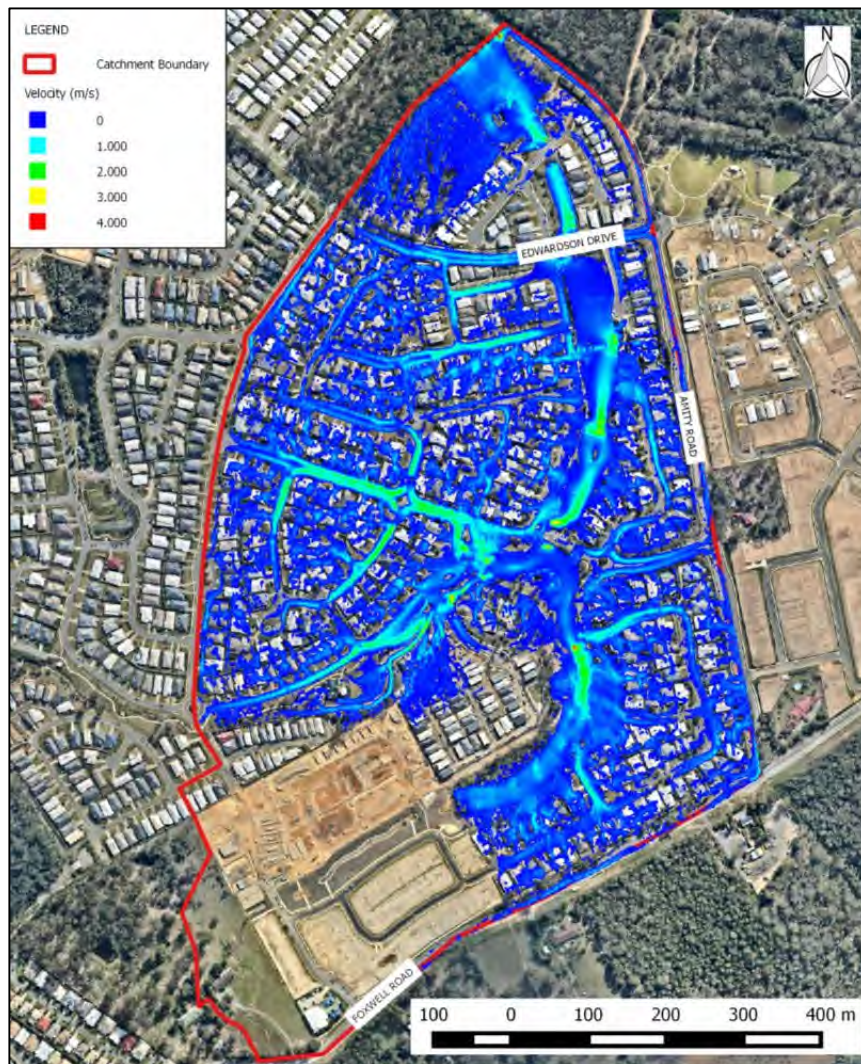 LEGEND
Catchment Boundary
Velocity (m/s)
0
1.000
2.000
3.000
4.000
N
EDWARDSON DRIVE
AMITY ROAD
FOXWELL ROAD
100 0 100 200 300 400 m